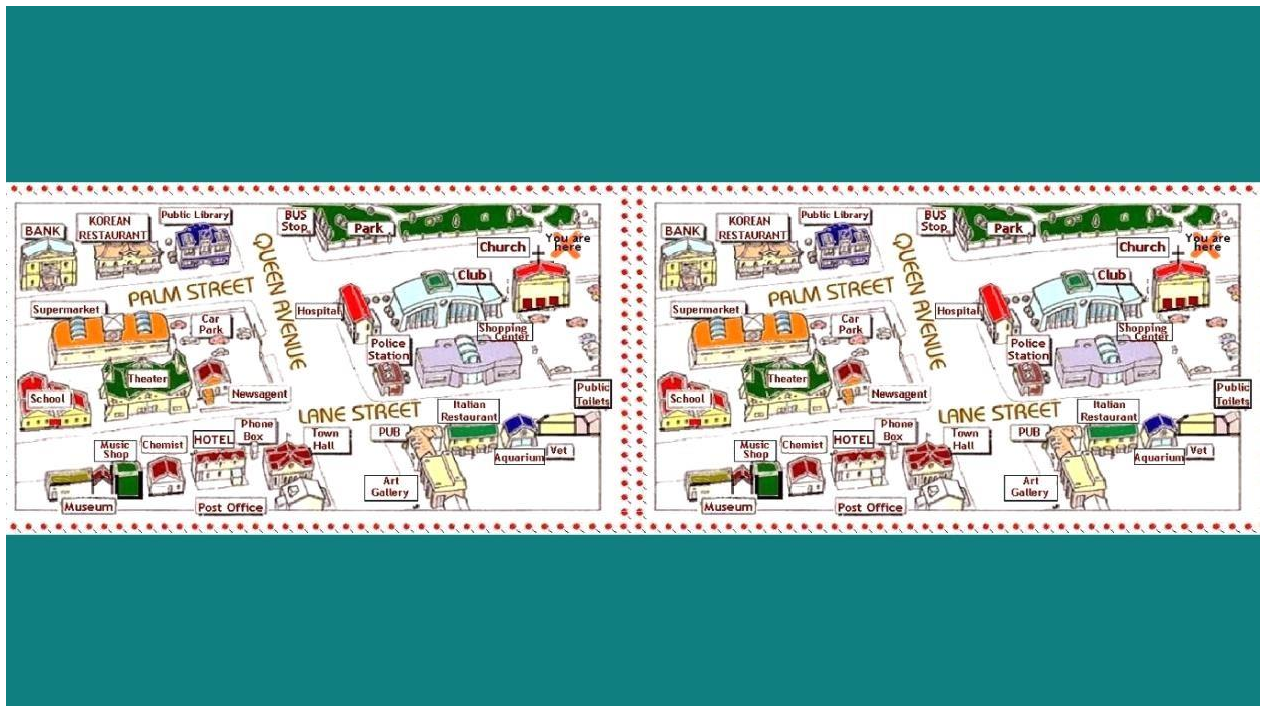 BANK
KOREAN
RESTAURANT
Public Library
BUS
Stop
Park
Church
You are
here
QUEEN AVENUE
PALM STREET
Club
Supermarket
Car
Park
Hospital
Shopping
Center
Police
Station
Theater
School
Newsagent
LANE STREET
Italian
Restaurant
Public
Toilets
Music
Shop
Chemist
HOTEL
Phone
Box
Town
Hall
PUB
Aquarium
Vet
Art
Gallery
Museum
Post Office
BANK
KOREAN
RESTAURANT
Public Library
BUS
Stop
Park
Church
You are
here
QUEEN AVENUE
PALM STREET
Club
Supermarket
Car
Park
Hospital
Shopping
Center
Police
Station
Theater
School
Newsagent
LANE STREET
Italian
Restaurant
Public
Toilets
Music
Shop
Chemist
HOTEL
Phone
Box
Town
Hall
PUB
Aquarium
Vet
Art
Gallery
Museum
Post Office